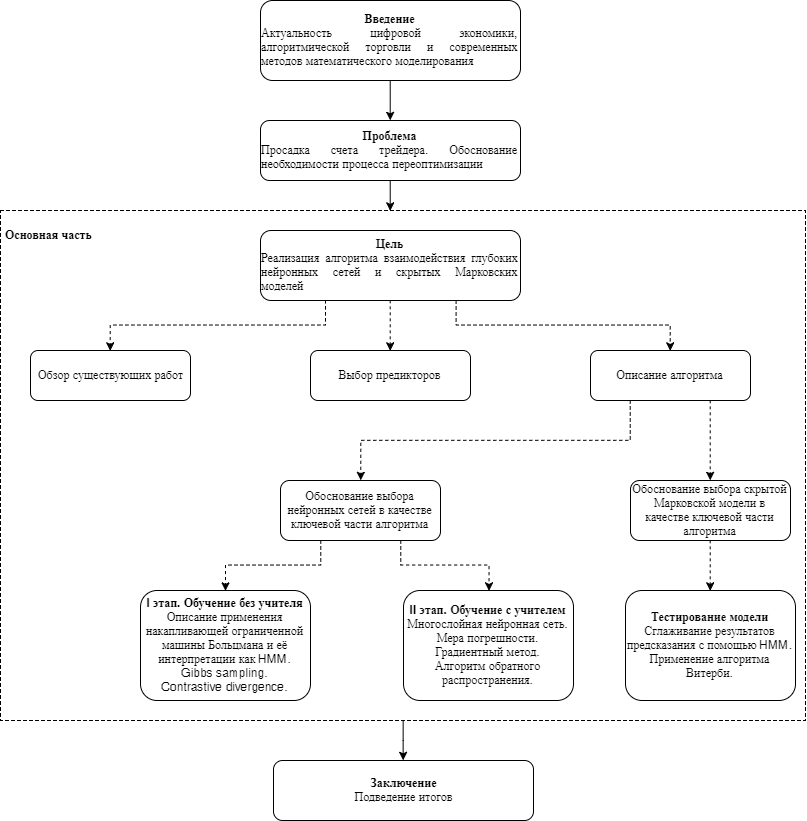 Введение
Актуальность цифровой экономики,
алгоритмической торговли и современных
методов математического моделирования
Проблема
Просадка счета трейдера. Обоснование
необходимости процесса переоптимизации
Основная часть
Цель
Реализация алгоритма взаимодействия глубоких
нейронных сетей и скрытых Марковских
моделей
Обзор существующих работ
Выбор предикторов
Описание алгоритма
Обоснование выбора
нейронных сетей в качестве
ключевой части алгоритма
Обоснование выбора скрытой
Марковской модели в
качестве ключевой части
алгоритма
I этап. Обучение без учителя
Описание применения
накапливающей ограниченной
машины Больцмана и её
интерпретации как HMM.
Gibbs sampling.
Contrastive divergence.
II этап. Обучение с учителем
Многослойная нейронная сеть.
Мера погрешности.
Градиентный метод.
Алгоритм обратного
распространения.
Тестирование модели
Сглаживание результатов
предсказания с помощью HMM.
Применение алгоритма
Витерби.
Заключение
Подведение итогов